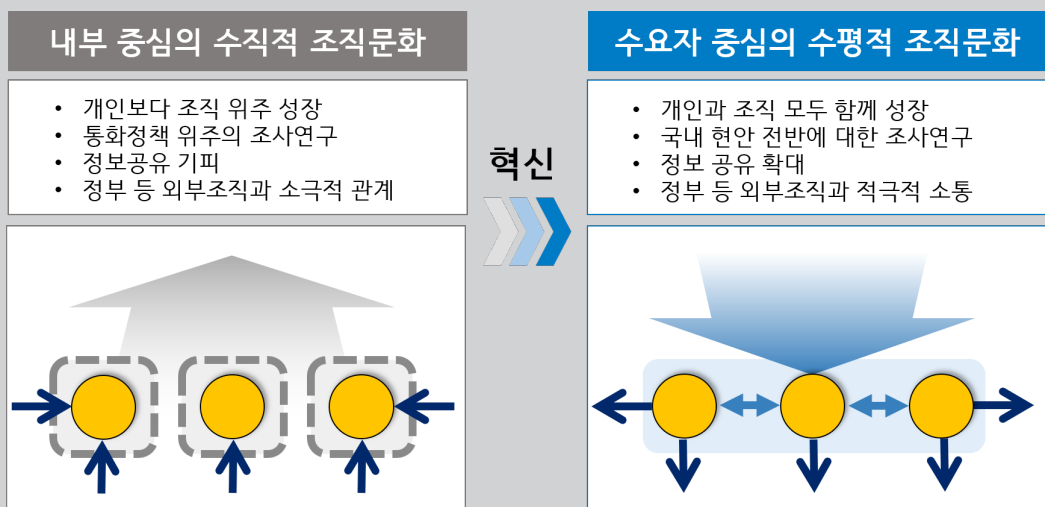 내부 중심의 수직적 조직문화
• 개인보다 조직 위주 성장
• 통화정책 위주의 조사연구
• 정보공유 기피
• 정부 등 외부조직과 소극적 관계
혁신
수요자 중심의 수평적 조직문화
• 개인과 조직 모두 함께 성장
• 국내 현안 전반에 대한 조사연구
• 정보 공유 확대
• 정부 등 외부조직과 적극적 소통